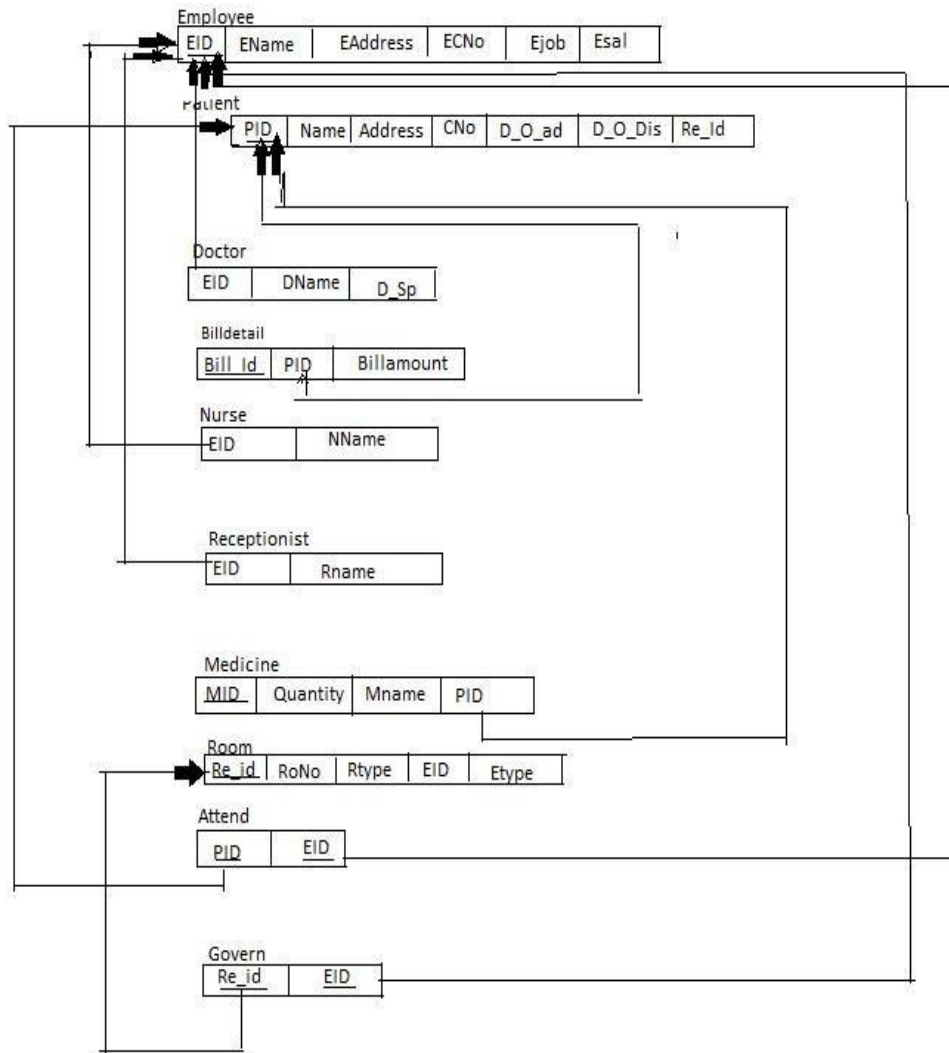 Employee
EID EName EAddress ECNo Ejob Esal
Patient
PID Name Address CNo D_O_ad D_O_Dis Re_Id
Doctor
EID DName D_Sp
Billdetail
Bill_Id PID Billamount
Nurse
EID NName
Receptionist
EID Rname
Medicine
MID Quantity Mname PID
Room
Re_id RoNo Rtype EID Etype
Attend
PID EID
Govern
Re_id EID